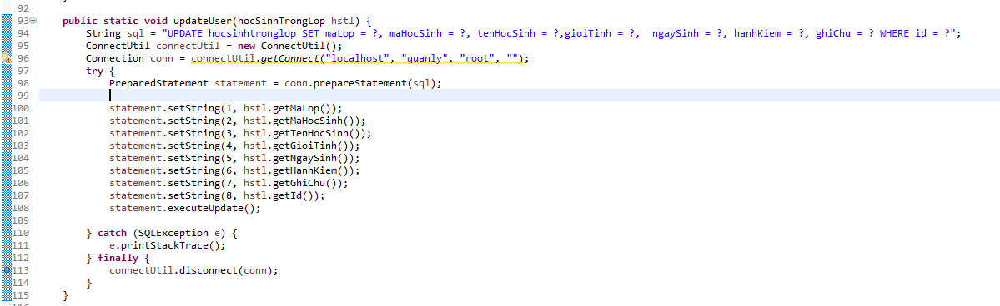 92
93 public static void updateUser(hocSinhTrongLop hstl) {
94 String sql = "UPDATE hocsinhtronglop SET maLop = ?, maHocSinh = ?, tenHocSinh = ?,gioiTinh = ?,  ngaySinh = ?, hanhKiem = ?, ghiChu = ? WHERE id = ?";
95 ConnectUtil connectUtil = new ConnectUtil();
96 Connection conn = connectUtil.getConnect("localhost", "quanly", "root", "");
97 try {
98 PreparedStatement statement = conn.prepareStatement(sql);
99
100 statement.setString(1, hstl.getMaLop());
101 statement.setString(2, hstl.getMaHocSinh());
102 statement.setString(3, hstl.getTenHocSinh());
103 statement.setString(4, hstl.getGioiTinh());
104 statement.setString(5, hstl.getNgaySinh());
105 statement.setString(6, hstl.getHanhKiem());
106 statement.setString(7, hstl.getGhiChu());
107 statement.setString(8, hstl.getId());
108 statement.executeUpdate();
109
110 } catch (SQLException e) {
111 e.printStackTrace();
112 } finally {
113 connectUtil.disconnect(conn);
114 }
115 }